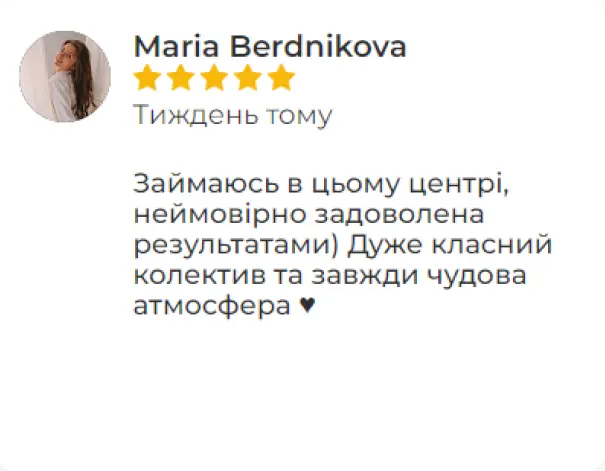 Maria Berdnikova
Тиждень тому
Займаюсь в цьому центрі,
неймовірно задоволена
результатами) Дуже класний
колектив та завжди чудова
атмосфера ♥